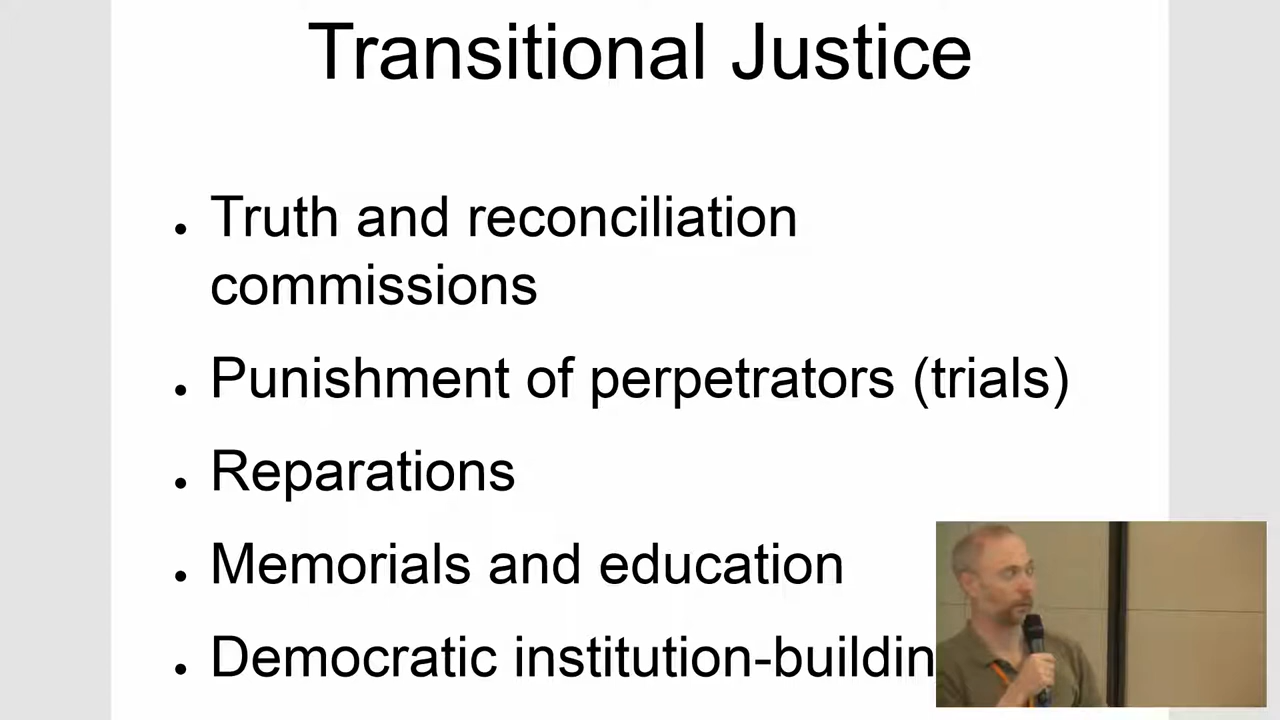 Transitional Justice
• Truth and reconciliation
commissions
• Punishment of perpetrators (trials)
• Reparations
• Memorials and education
• Democratic institution-buildin